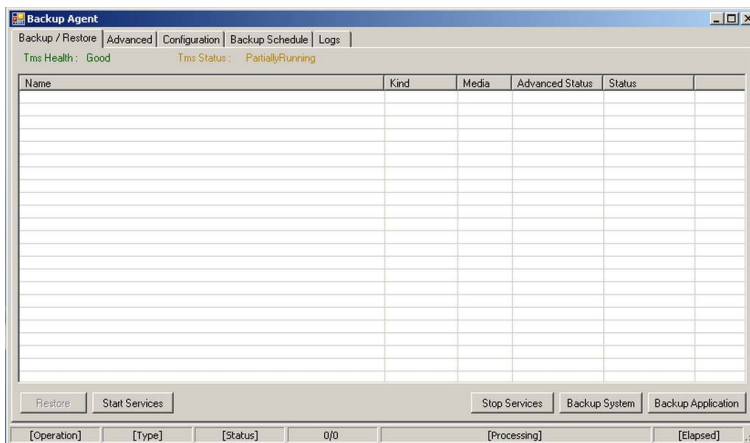 Backup Agent
Backup / Restore Advanced Configuration Backup Schedule Logs
Tms Health : Good Tms Status : PartiallyRunning
Name Kind Media Advanced Status Status
Restore Start Services Stop Services Backup System Backup Application
[Operation] [Type] [Status] 0/0 [Processing] [Elapsed]